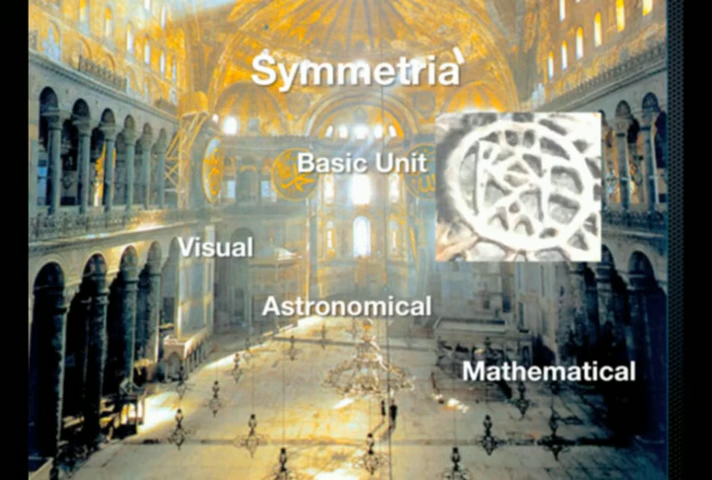 Symmetria
Basic Unit
Visual
Astronomical
Mathematical